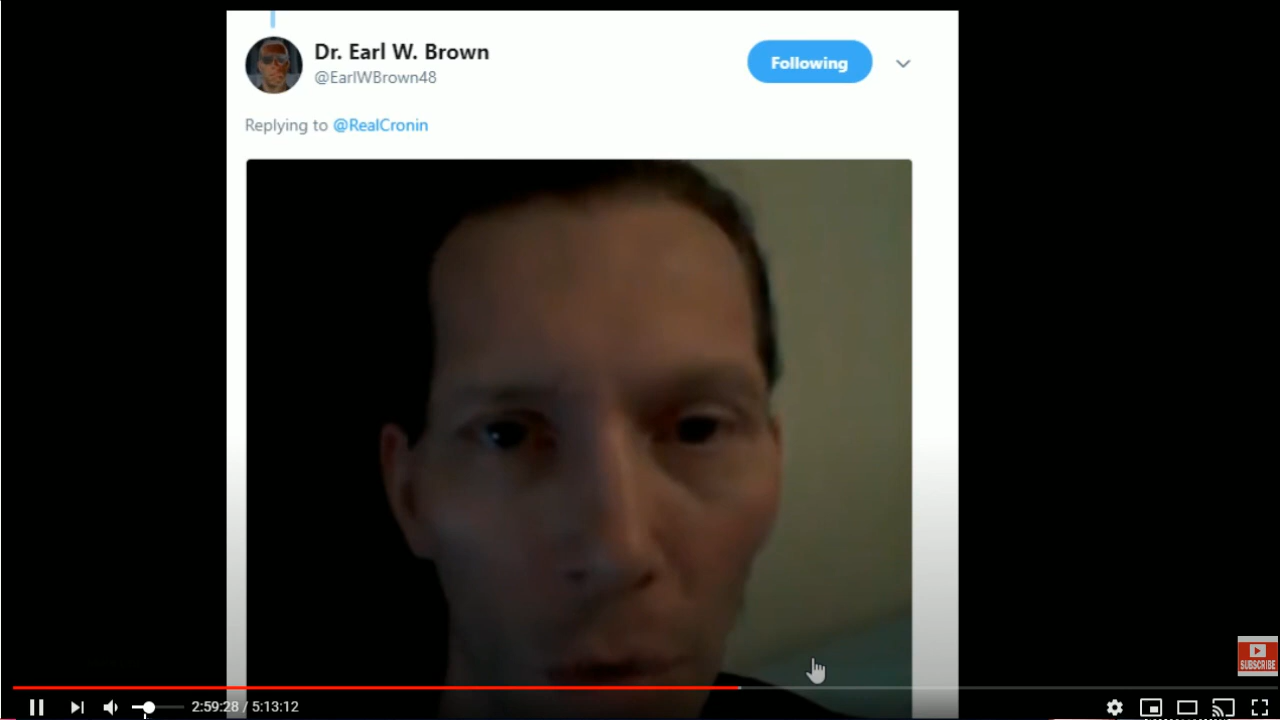 Dr. Earl W. Brown
Following
@EarlWBrown48
Replying to @RealCronin
SUBSCRIBE
2:59:28 / 5:13:12